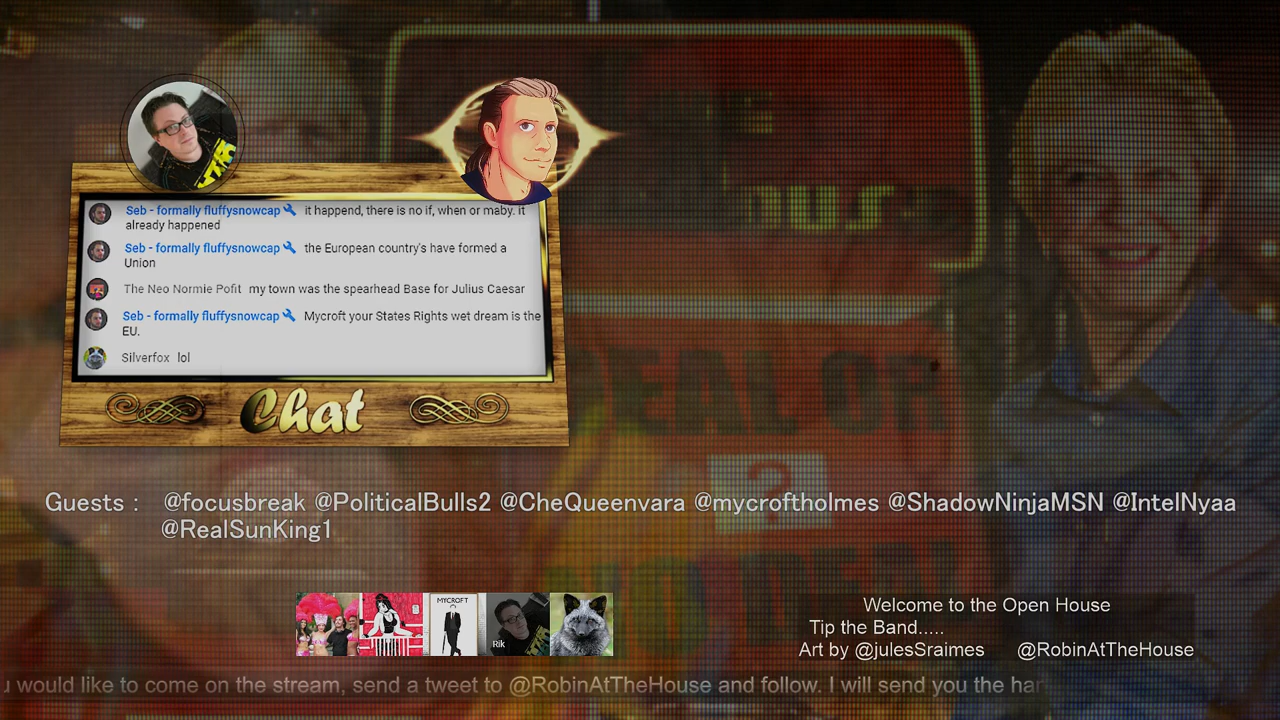 Seb - formally fluffysnowcap it happend, there is no if, when or maby. it
already happened
Seb - formally fluffysnowcap the European country's have formed a
Union
The Neo Normie Pofit my town was the spearhead Base for Julius Caesar
Seb - formally fluffysnowcap Mycroft your States Rights wet dream is the
EU.
Silverfox lol
Chat
DEAL OR
?
NO DEAL
Guests : @focusbreak @PoliticalBulls2 @CheQueenvara @mycroftholmes @ShadowNinjaMSN @IntelNyaa
@RealSunKing1
MYCROFT
Rik
Welcome to the Open House
Tip the Band.....
Art by @julesSraimes @RobinAtTheHouse
u would like to come on the stream, send a tweet to @RobinAtTheHouse and follow. I will send you the